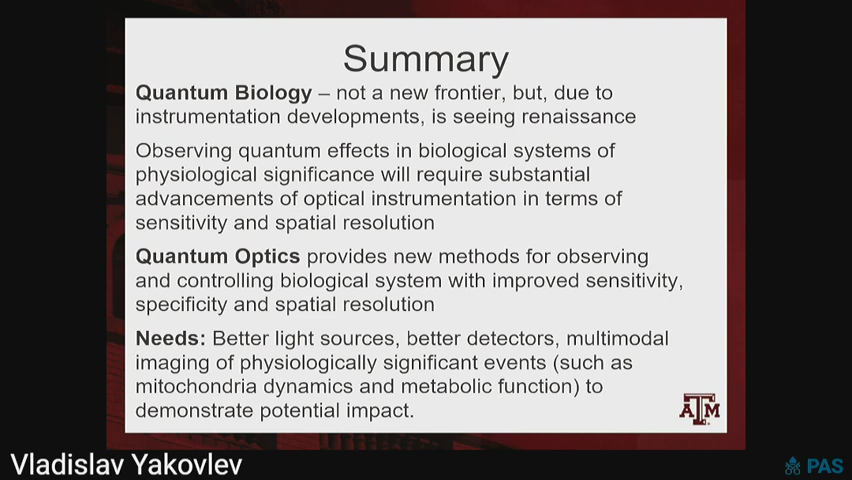 Summary
Quantum Biology – not a new frontier, but, due to
instrumentation developments, is seeing renaissance
Observing quantum effects in biological systems of
physiological significance will require substantial
advancements of optical instrumentation in terms of
sensitivity and spatial resolution
Quantum Optics provides new methods for observing
and controlling biological system with improved sensitivity,
specificity and spatial resolution
Needs: Better light sources, better detectors, multimodal
imaging of physiologically significant events (such as
mitochondria dynamics and metabolic function) to
demonstrate potential impact.
ATM
Vladislav Yakovlev
PAS